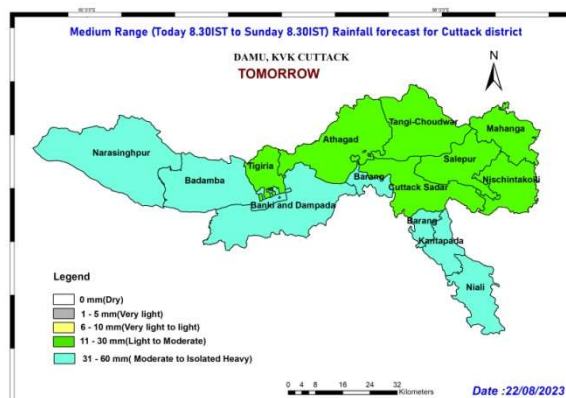 Medium Range (Today 8.30IST to Sunday 8.30IST) Rainfall forecast for Cuttack district
DAMU, KVK CUTTACK
TOMORROW
N
Tangi-Choudwar
Mahanga
Athagad
Narasinghpur
Tigiria
Salepur
Badamba
Barang
Nischintakoili
Cuttack Sadar
Banki and Dampada
Barang
Kantapada
Niali
Legend
0 mm(Dry)
1 - 5 mm(Very light)
6 - 10 mm(Very light to light)
11 - 30 mm(Light to Moderate)
31 - 60 mm( Moderate to Isolated Heavy)
0 4 8 16 24 32
Kilometers
Date :22/08/2023